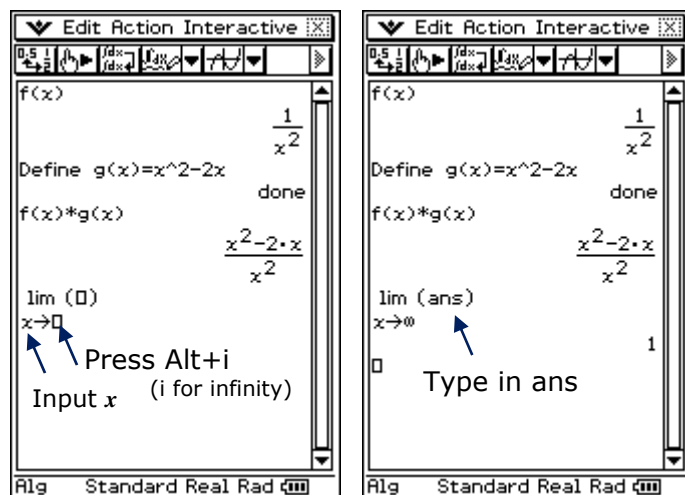 Edit Action Interactive
f(x)
1
x²
Define g(x)=x^2-2x
done
f(x)*g(x)
x²-2·x
x²
lim (□)
x→□
Press Alt+i
(i for infinity)
Input x
Alg Standard Real Rad
Edit Action Interactive
f(x)
1
x²
Define g(x)=x^2-2x
done
f(x)*g(x)
x²-2·x
x²
lim (ans)
x→∞
1
□
Type in ans
Alg Standard Real Rad